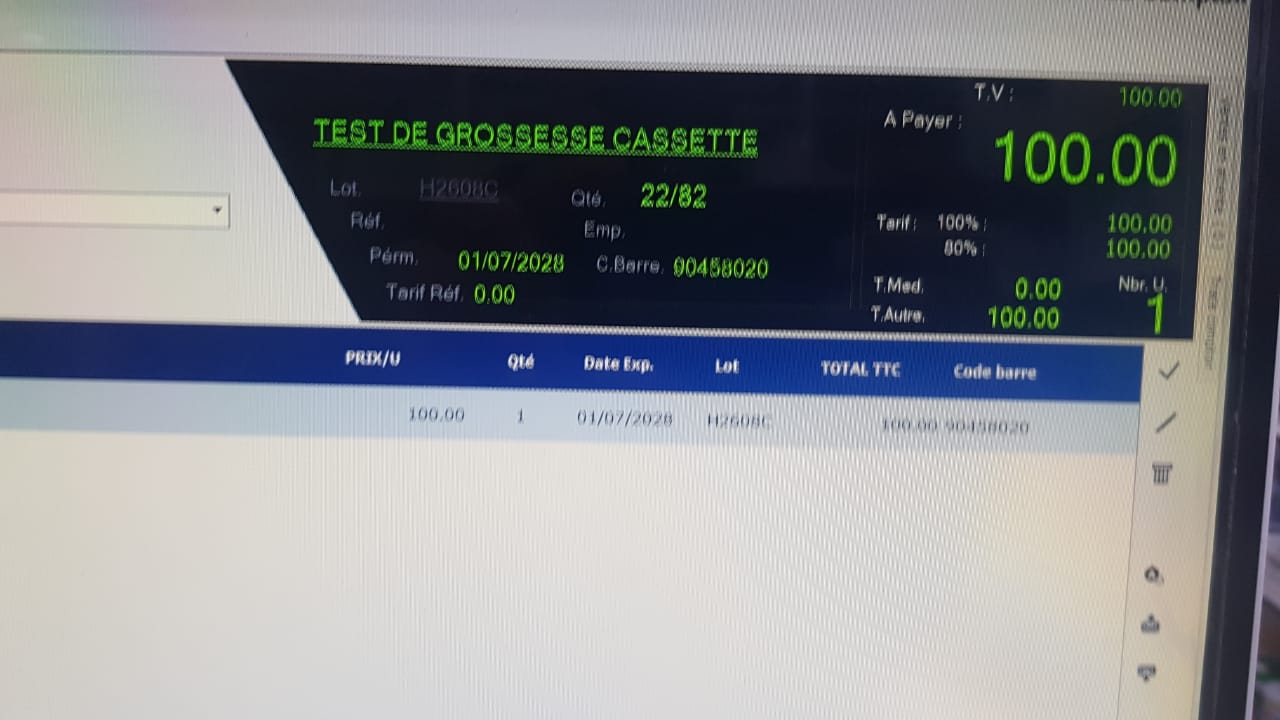 T.V : 100.00
A Payer : 100.00
TEST DE GROSSESSE CASSETTE
Lot. H2608C Qté. 22/82
Réf. Emp.
Pérm. 01/07/2028 C.Barre. 90458020
Tarif Réf. 0.00
Tarif : 100% : 100.00
80% : 100.00
T.Med. 0.00 Nbr. U.
T.Autre. 100.00 1
PRIX/U Qté Date Exp. Lot TOTAL TTC Code barre
100.00 1 01/07/2028 H2608C 100.00 90458020